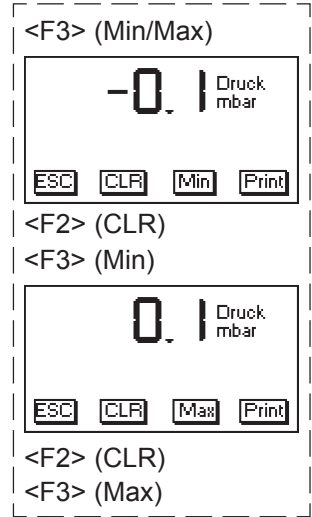 <F3> (Min/Max)
-0.1 Druck
mbar
ESC CLR Min Print
<F2> (CLR)
<F3> (Min)
0.1 Druck
mbar
ESC CLR Max Print
<F2> (CLR)
<F3> (Max)